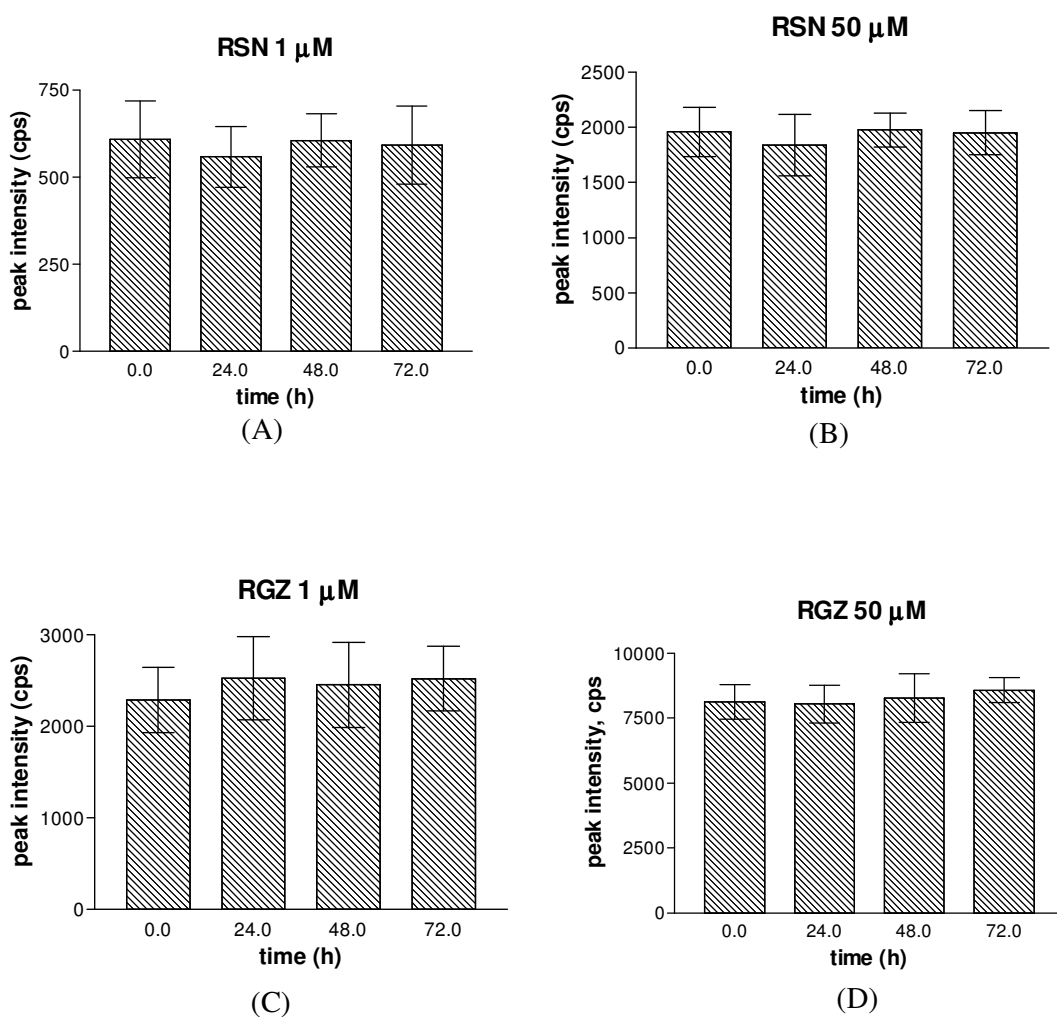 RSN 1 μM
peak intensity (cps)
750
500
250
0
0.0 24.0 48.0 72.0
time (h)
(A)
RSN 50 μM
peak intensity (cps)
2500
2000
1500
1000
500
0
0.0 24.0 48.0 72.0
time (h)
(B)
RGZ 1 μM
peak intensity (cps)
3000
2000
1000
0
0.0 24.0 48.0 72.0
time (h)
(C)
RGZ 50 μM
peak intensity, cps
10000
7500
5000
2500
0
0.0 24.0 48.0 72.0
time (h)
(D)